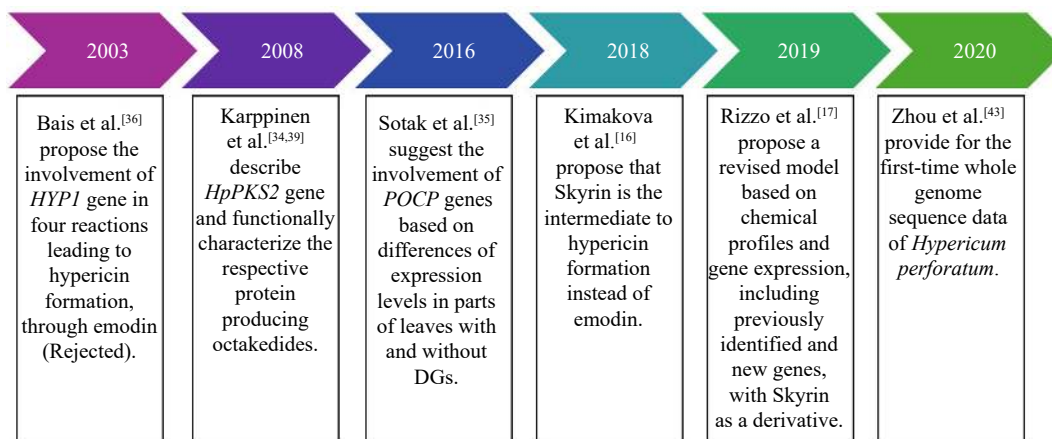 2003
Bais et al.[36]
propose the
involvement of
HYP1 gene in
four reactions
leading to
hypericin
formation,
through emodin
(Rejected).
2008
Karppinen
et al.[34,39]
describe
HpPKS2 gene
and functionally
characterize the
respective
protein
producing
octakedides.
2016
Sotak et al.[35]
suggest the
involvement of
POCP genes
based on
differences of
expression
levels in parts
of leaves with
and without
DGs.
2018
Kimakova
et al.[16]
propose that
Skyrin is the
intermediate to
hypericin
formation
instead of
emodin.
2019
Rizzo et al.[17]
propose a
revised model
based on
chemical
profiles and
gene expression,
including
previously
identified and
new genes,
with Skyrin
as a derivative.
2020
Zhou et al.[43]
provide for the
first-time whole
genome
sequence data
of Hypericum
perforatum.